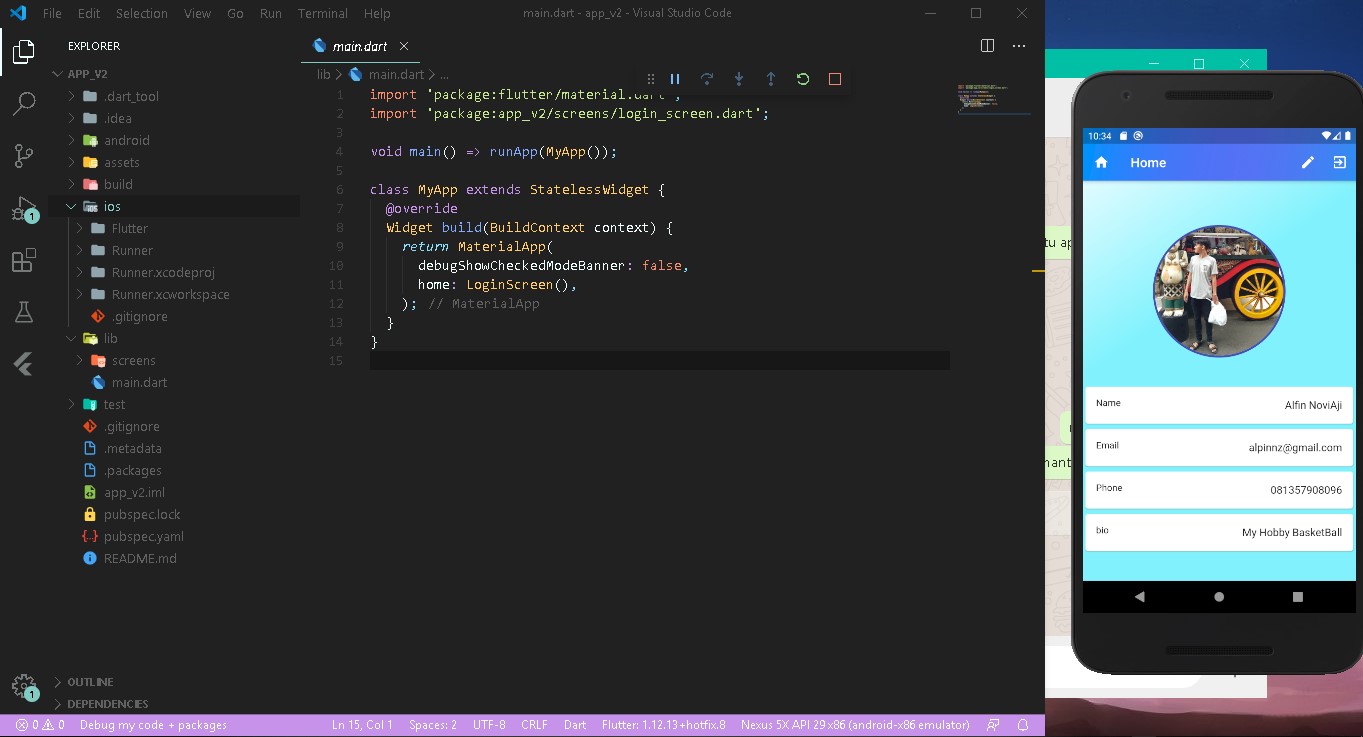 File Edit Selection View Go Run Terminal Help main.dart - app_v2 - Visual Studio Code
EXPLORER
APP_V2
.dart_tool
.idea
android
assets
build
ios
Flutter
Runner
Runner.xcodeproj
Runner.xcworkspace
.gitignore
lib
screens
main.dart
test
.gitignore
.metadata
.packages
app_v2.iml
pubspec.lock
pubspec.yaml
README.md
OUTLINE
DEPENDENCIES
1
1
main.dart
lib > main.dart > ...
1 import 'package:flutter/material.dart';
2 import 'package:app_v2/screens/login_screen.dart';
3
4 void main() => runApp(MyApp());
5
6 class MyApp extends StatelessWidget {
7 @override
8 Widget build(BuildContext context) {
9 return MaterialApp(
10 debugShowCheckedModeBanner: false,
11 home: LoginScreen(),
12 ); // MaterialApp
13 }
14 }
15
0 0 Debug my code + packages Ln 15, Col 1 Spaces: 2 UTF-8 CRLF Dart Flutter: 1.12.13+hotfix.8 Nexus 5X API 29 x86 (android-x86 emulator)
tu ap
nant
10:34
Home
Name Alfin NoviAji
Email alpinnz@gmail.com
Phone 081357908096
bio My Hobby BasketBall